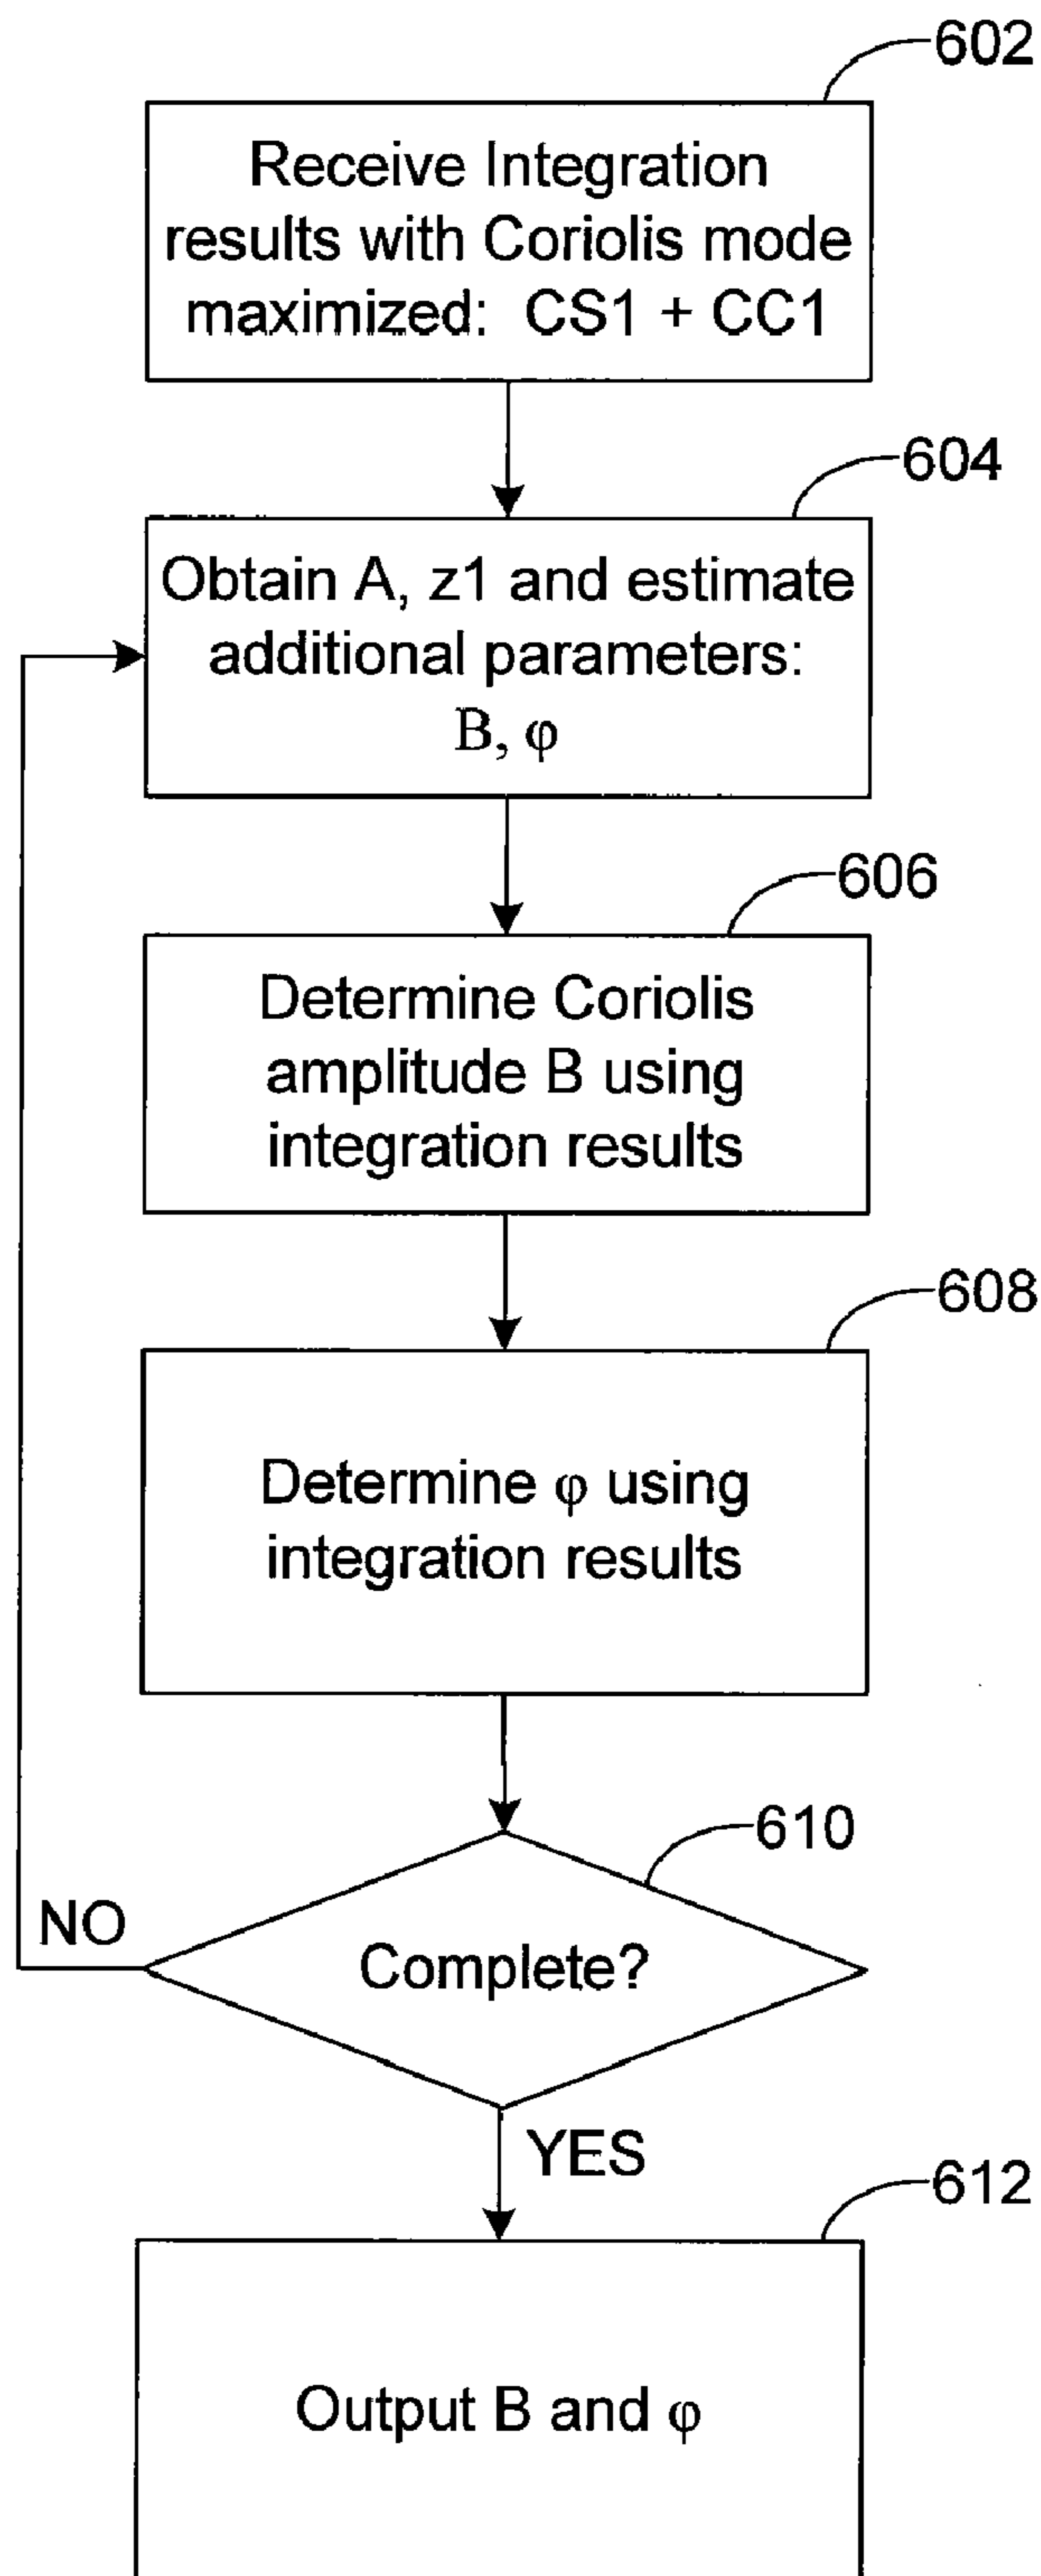 602
Receive Integration
results with Coriolis mode
maximized: CS1 + CC1
604
Obtain A, z1 and estimate
additional parameters:
B, φ
606
Determine Coriolis
amplitude B using
integration results
608
Determine φ using
integration results
610
NO
Complete?
YES
612
Output B and φ